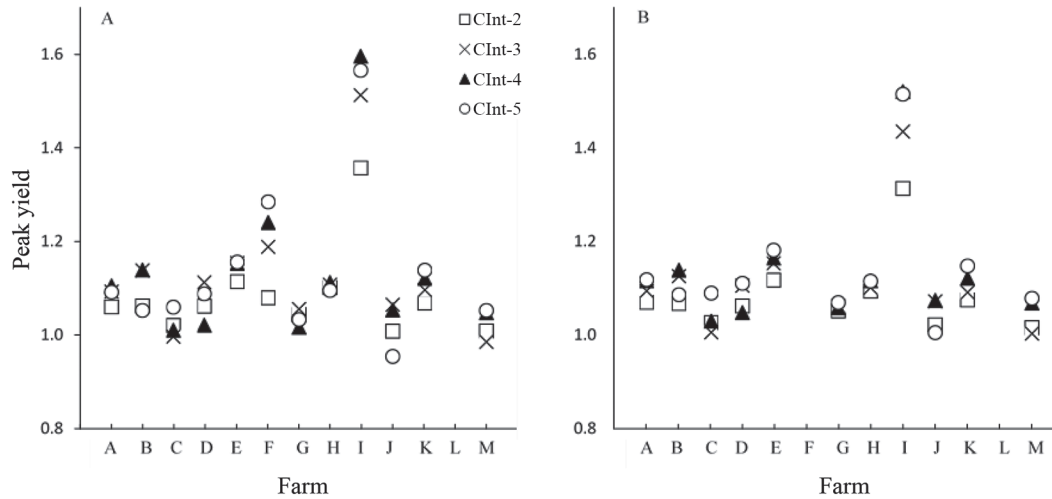 A
B
CInt-2
CInt-3
CInt-4
CInt-5
1.6
1.4
1.2
1.0
0.8
Peak yield
A B C D E F G H I J K L M
Farm
1.6
1.4
1.2
1.0
0.8
A B C D E F G H I J K L M
Farm